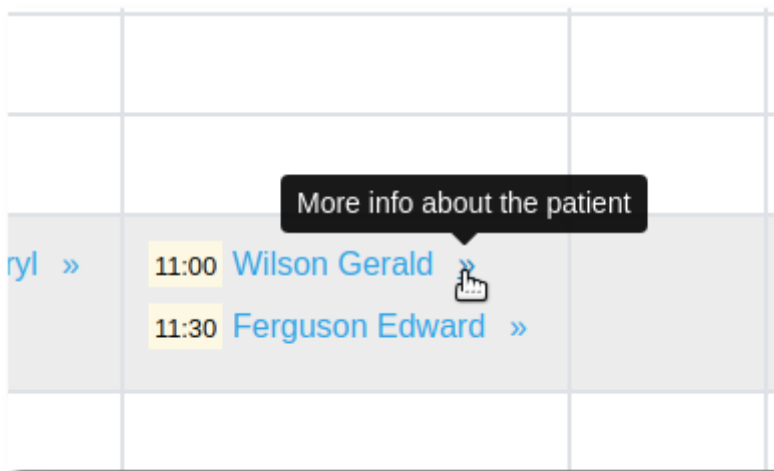 More info about the patient
ryl » 11:00 Wilson Gerald »
11:30 Ferguson Edward »